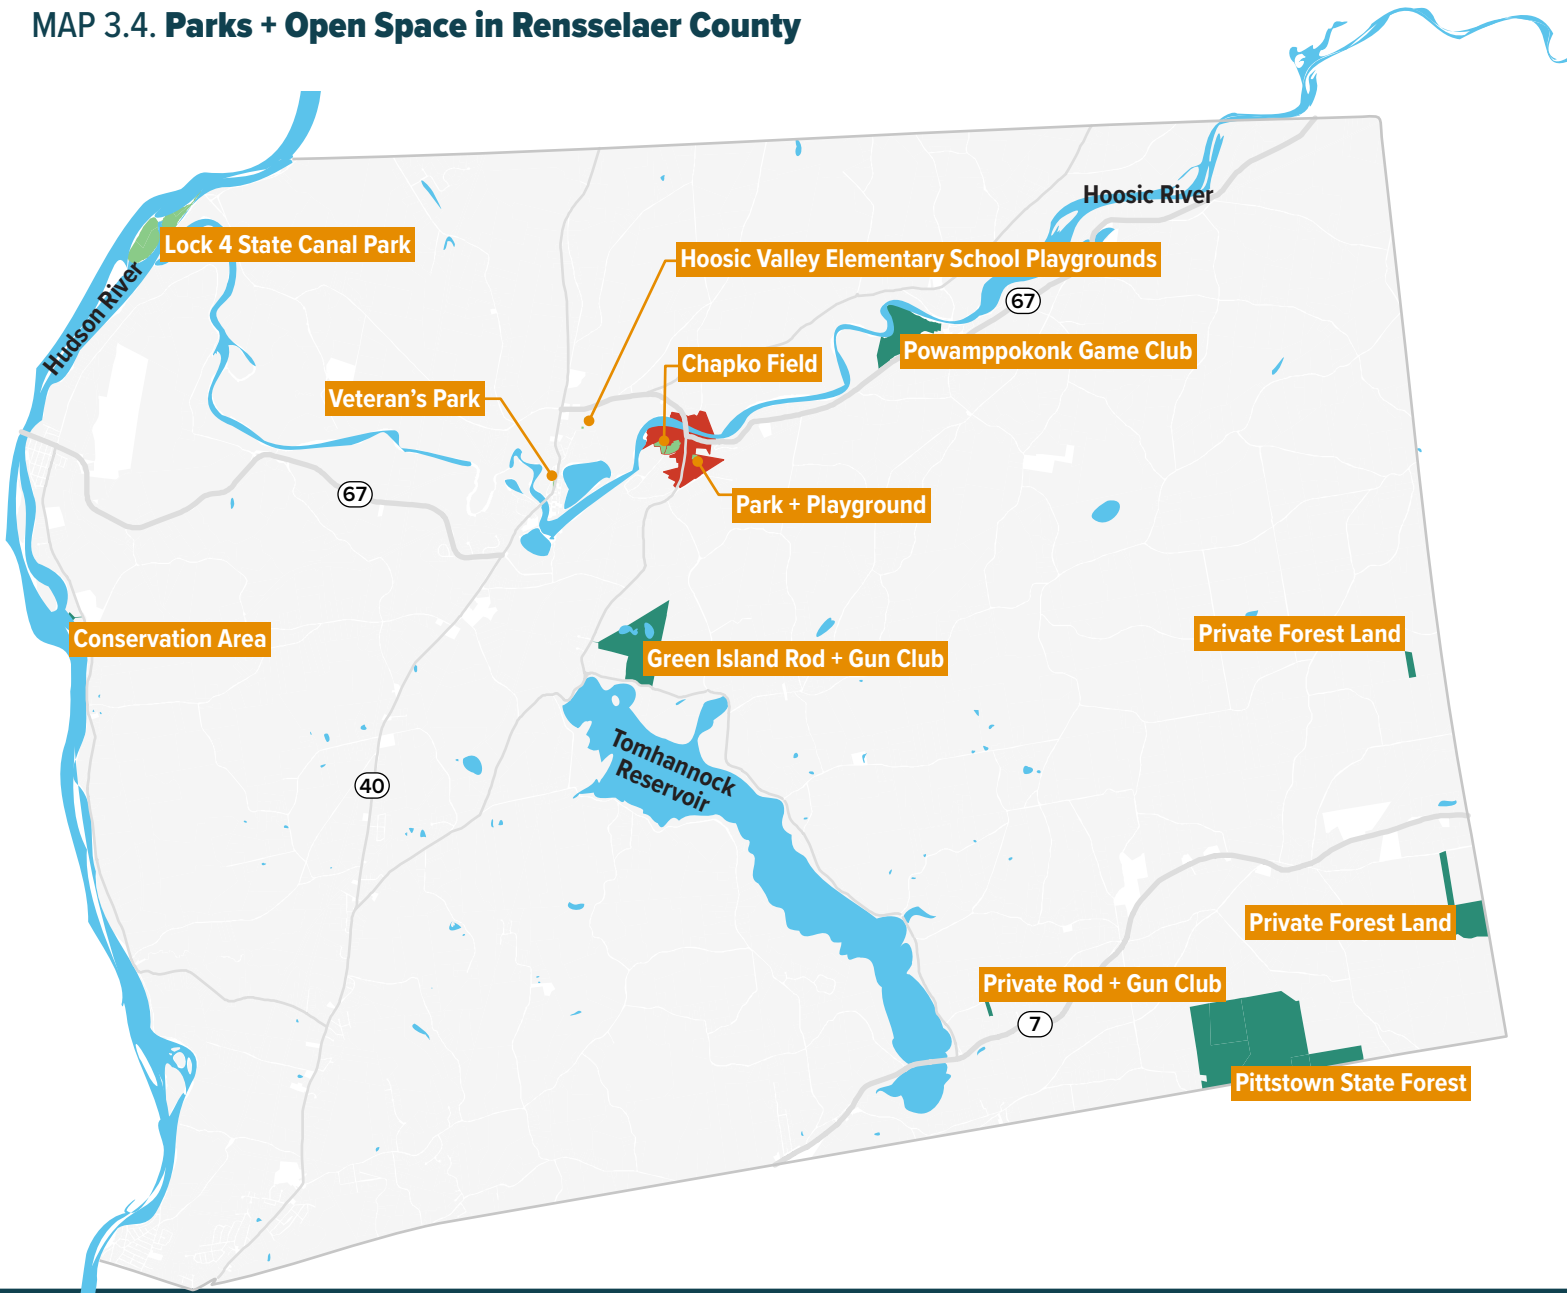 MAP 3.4. Parks + Open Space in Rensselaer County
Hoosic River
Lock 4 State Canal Park
Hoosic Valley Elementary School Playgrounds
Hudson River
67
Powamppokonk Game Club
Chapko Field
Veteran's Park
67
Park + Playground
Conservation Area
Private Forest Land
Green Island Rod + Gun Club
Tomhannock
Reservoir
40
Private Forest Land
Private Rod + Gun Club
7
Pittstown State Forest